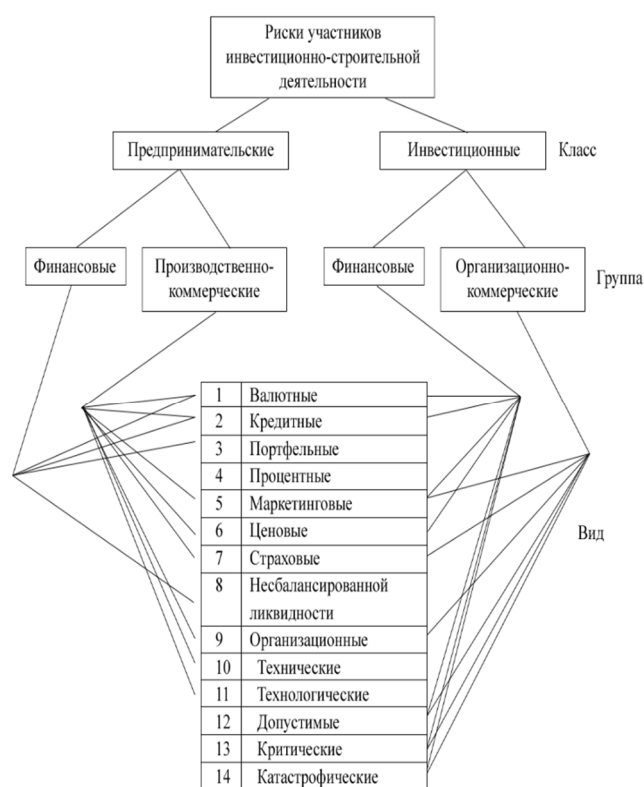 Риски участников
инвестиционно-строительной
деятельности
Предпринимательские
Инвестиционные
Класс
Финансовые
Производственно-
коммерческие
Финансовые
Организационно-
коммерческие
Группа
1 Валютные
2 Кредитные
3 Портфельные
4 Процентные
5 Маркетинговые
6 Ценовые
7 Страховые
8 Несбалансированной
ликвидности
9 Организационные
10 Технические
11 Технологические
12 Допустимые
13 Критические
14 Катастрофические
Вид